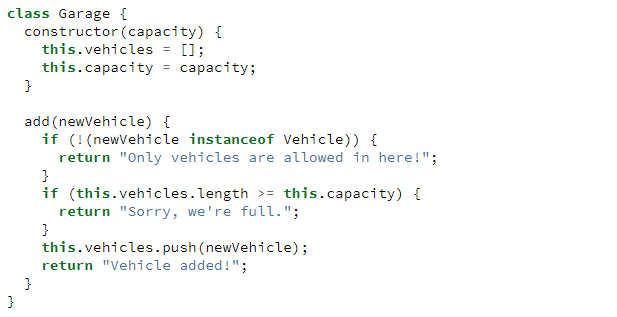 class Garage {
  constructor(capacity) {
    this.vehicles = [];
    this.capacity = capacity;
  }

  add(newVehicle) {
    if (!(newVehicle instanceof Vehicle)) {
      return "Only vehicles are allowed in here!";
    }
    if (this.vehicles.length >= this.capacity) {
      return "Sorry, we're full.";
    }
    this.vehicles.push(newVehicle);
    return "Vehicle added!";
  }
}